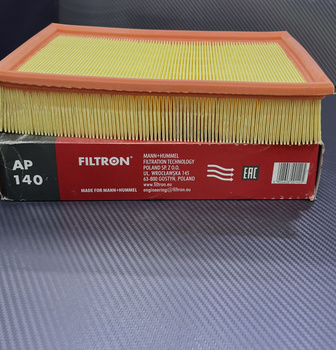 AP
140
FILTRON
MADE FOR MANN+HUMMEL
MANN+HUMMEL
FILTRATION TECHNOLOGY
POLAND SP. Z O.O.
UL. WROCŁAWSKA 145
63-800 GOSTYŃ, POLAND
www.filtron.eu
engineering@filtron.eu
EAC